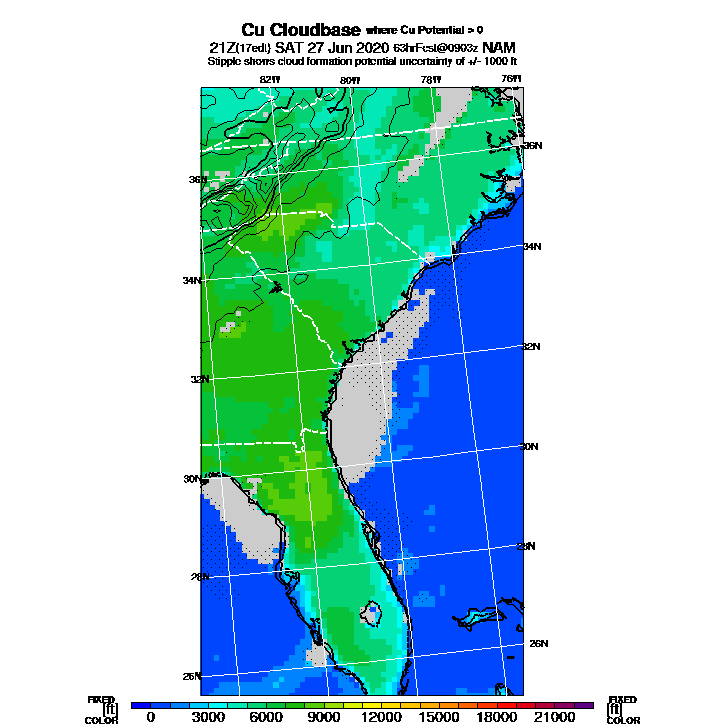 Cu Cloudbase where Cu Potential > 0
21Z(17edt) SAT 27 Jun 2020 63hrFcst@0903z NAM
Stipple shows cloud formation potential uncertainty of +/- 1000 ft
82W 80W 78W 76W
36N
36N
34N
34N
32N
32N
30N
30N
28N
28N
26N
26N
FIXED FIXED
[ft] [ft]
COLOR COLOR
0 3000 6000 9000 12000 15000 18000 21000